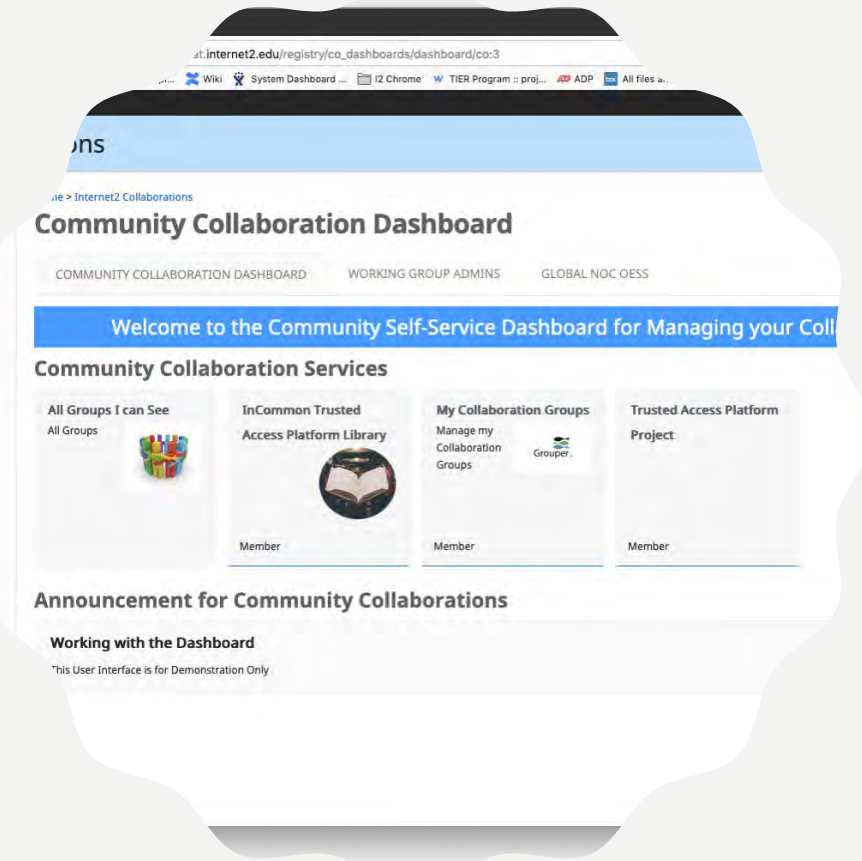 at.internet2.edu/registry/co_dashboards/dashboard/co:3
Wiki System Dashboard ... I2 Chrome W TIER Program :: proj... ADP box All files a...
ons
ne > Internet2 Collaborations
Community Collaboration Dashboard
COMMUNITY COLLABORATION DASHBOARD WORKING GROUP ADMINS GLOBAL NOC OESS
Welcome to the Community Self-Service Dashboard for Managing your Coll
Community Collaboration Services
All Groups I can See
All Groups
InCommon Trusted
Access Platform Library
Member
My Collaboration Groups
Manage my
Collaboration
Groups
Grouper
Member
Trusted Access Platform
Project
Member
Announcement for Community Collaborations
Working with the Dashboard
This User Interface is for Demonstration Only